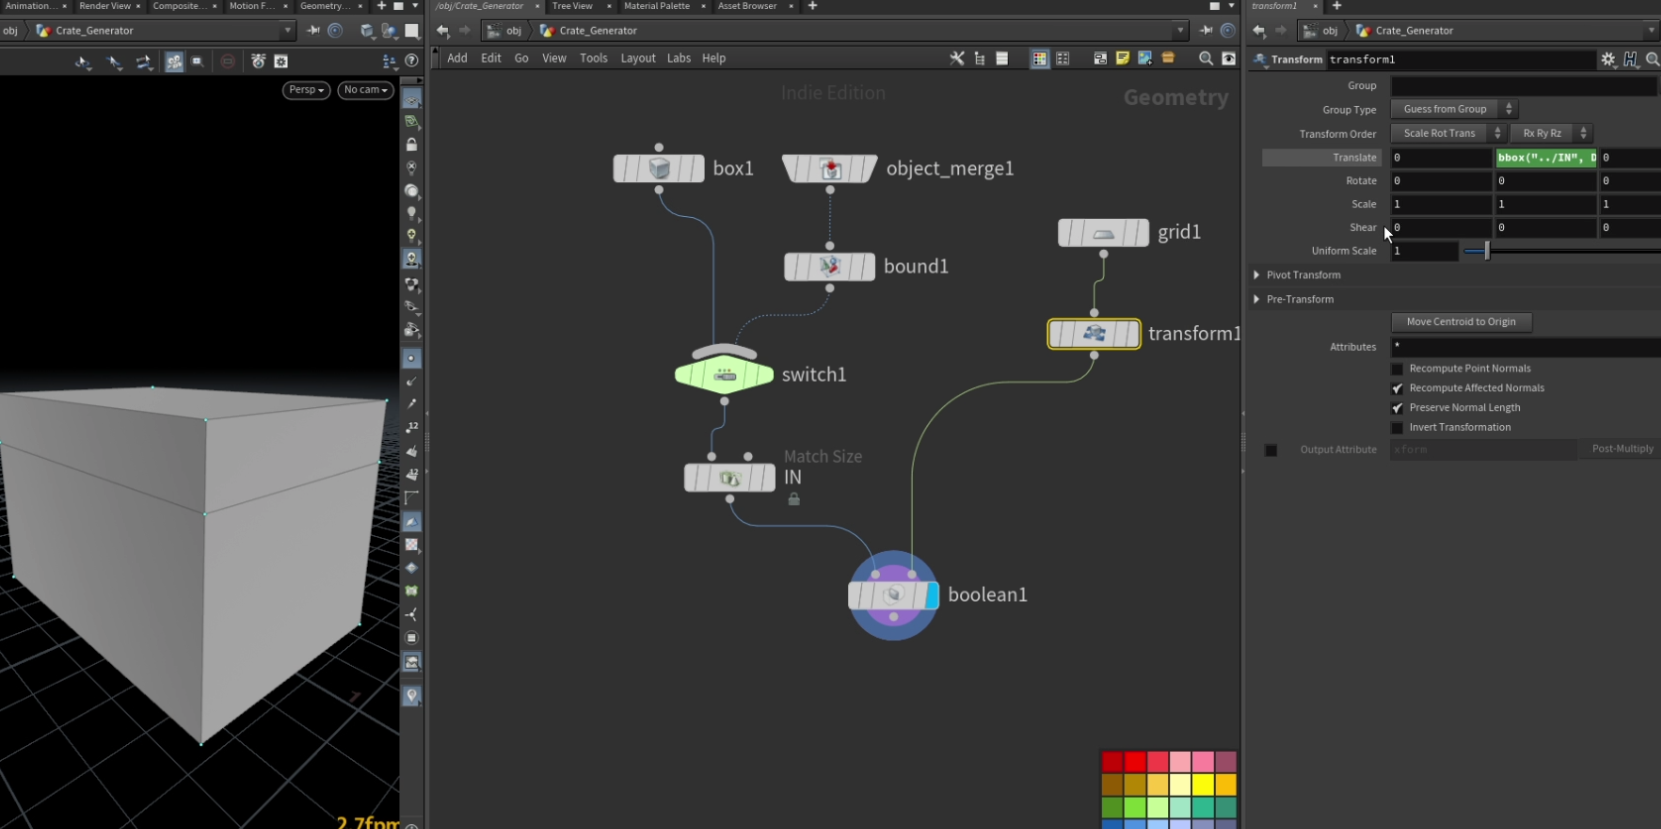 Animation... × Render View × Composite... × Motion F... × Geometry... × +
obj Crate_Generator
Persp No cam
2.7fpm
/obj/Crate_Generator × Tree View × Material Palette × Asset Browser × +
obj Crate_Generator
Add Edit Go View Tools Layout Labs Help
Indie Edition
Geometry
box1
object_merge1
grid1
bound1
transform1
switch1
Match Size
IN
boolean1
transform1 × +
obj Crate_Generator
Transform transform1
Group
Group Type Guess from Group
Transform Order Scale Rot Trans Rx Ry Rz
Translate 0 bbox("../IN", D 0
Rotate 0 0 0
Scale 1 1 1
Shear 0 0 0
Uniform Scale 1
Pivot Transform
Pre-Transform
Move Centroid to Origin
Attributes *
Recompute Point Normals
Recompute Affected Normals
Preserve Normal Length
Invert Transformation
Output Attribute xform Post-Multiply